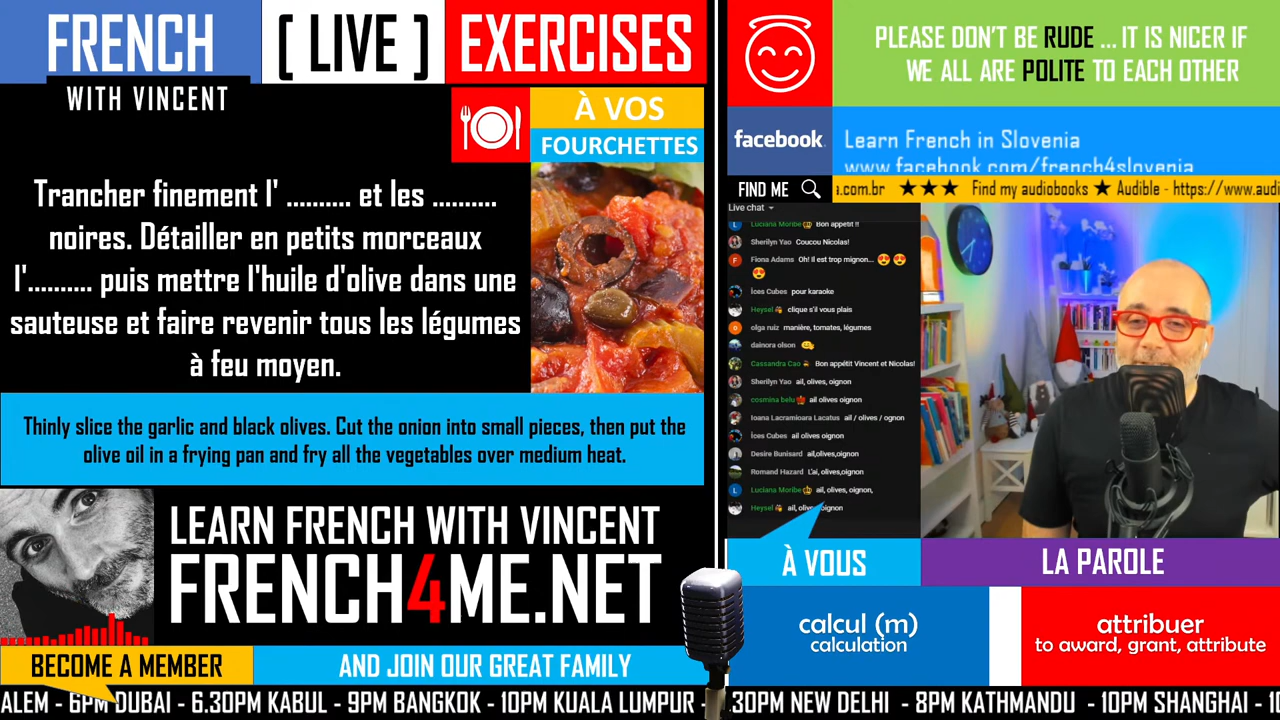 FRENCH
WITH VINCENT
[ LIVE ]
EXERCISES
À VOS
FOURCHETTES
Trancher finement l' .......... et les ..........
noires. Détailler en petits morceaux
l'.......... puis mettre l'huile d'olive dans une
sauteuse et faire revenir tous les légumes
à feu moyen.
Thinly slice the garlic and black olives. Cut the onion into small pieces, then put the
olive oil in a frying pan and fry all the vegetables over medium heat.
LEARN FRENCH WITH VINCENT
FRENCH4ME.NET
BECOME A MEMBER
AND JOIN OUR GREAT FAMILY
PLEASE DON'T BE RUDE ... IT IS NICER IF
WE ALL ARE POLITE TO EACH OTHER
facebook.
Learn French in Slovenia
www.facebook.com/french4slovenia
FIND ME
a.com.br ★★★ Find my audiobooks ★ Audible - https://www.audi
Live chat
Luciana Moribe Bon appetit !!
Sherilyn Yao Coucou Nicolas!
Fiona Adams Oh! Il est trop mignon...
İces Cubes pour karaoke
Heysel clique s'il vous plais
olga ruiz manière, tomates, légumes
dainora olson
Cassandra Cao Bon appétit Vincent et Nicolas!
Sherilyn Yao ail, olives, oignon
cosmina belu ail olives oignon
Ioana Lacramioara Lacatus ail / olives / ognon
İces Cubes ail olives oignon
Desire Bunisard ail,olives,oignon
Romand Hazard L'ai, olives,oignon
Luciana Moribe ail, olives, oignon,
Heysel ail, olives, oignon
À VOUS
LA PAROLE
calcul (m)
calculation
attribuer
to award, grant, attribute
ALEM - 6PM DUBAI - 6.30PM KABUL - 9PM BANGKOK - 10PM KUALA LUMPUR - .30PM NEW DELHI - 8PM KATHMANDU - 10PM SHANGHAI - 10